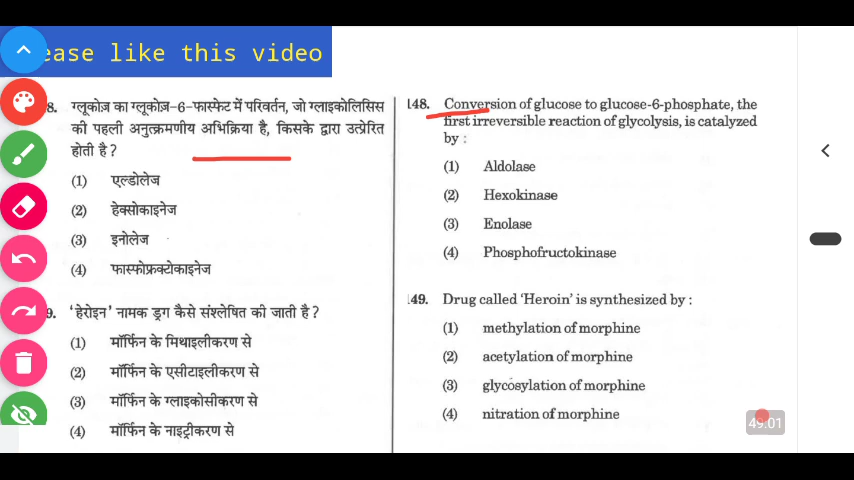 ease like this video
8. ग्लूकोज़ का ग्लूकोज़-6-फास्फेट में परिवर्तन, जो ग्लाइकोलिसिस
की पहली अनुत्क्रमणीय अभिक्रिया है, किसके द्वारा उत्प्रेरित
होती है ?
(1) एल्डोलेज
(2) हेक्सोकाइनेज
(3) इनोलेज
(4) फास्फोफ्रक्टोकाइनेज
9. 'हेरोइन' नामक ड्रग कैसे संश्लेषित की जाती है ?
(1) मॉर्फिन के मिथाइलीकरण से
(2) मॉर्फिन के एसीटाइलीकरण से
(3) मॉर्फिन के ग्लाइकोसीकरण से
(4) मॉर्फिन के नाइट्रीकरण से
148. Conversion of glucose to glucose-6-phosphate, the
first irreversible reaction of glycolysis, is catalyzed
by :
(1) Aldolase
(2) Hexokinase
(3) Enolase
(4) Phosphofructokinase
149. Drug called 'Heroin' is synthesized by :
(1) methylation of morphine
(2) acetylation of morphine
(3) glycosylation of morphine
(4) nitration of morphine
49:01